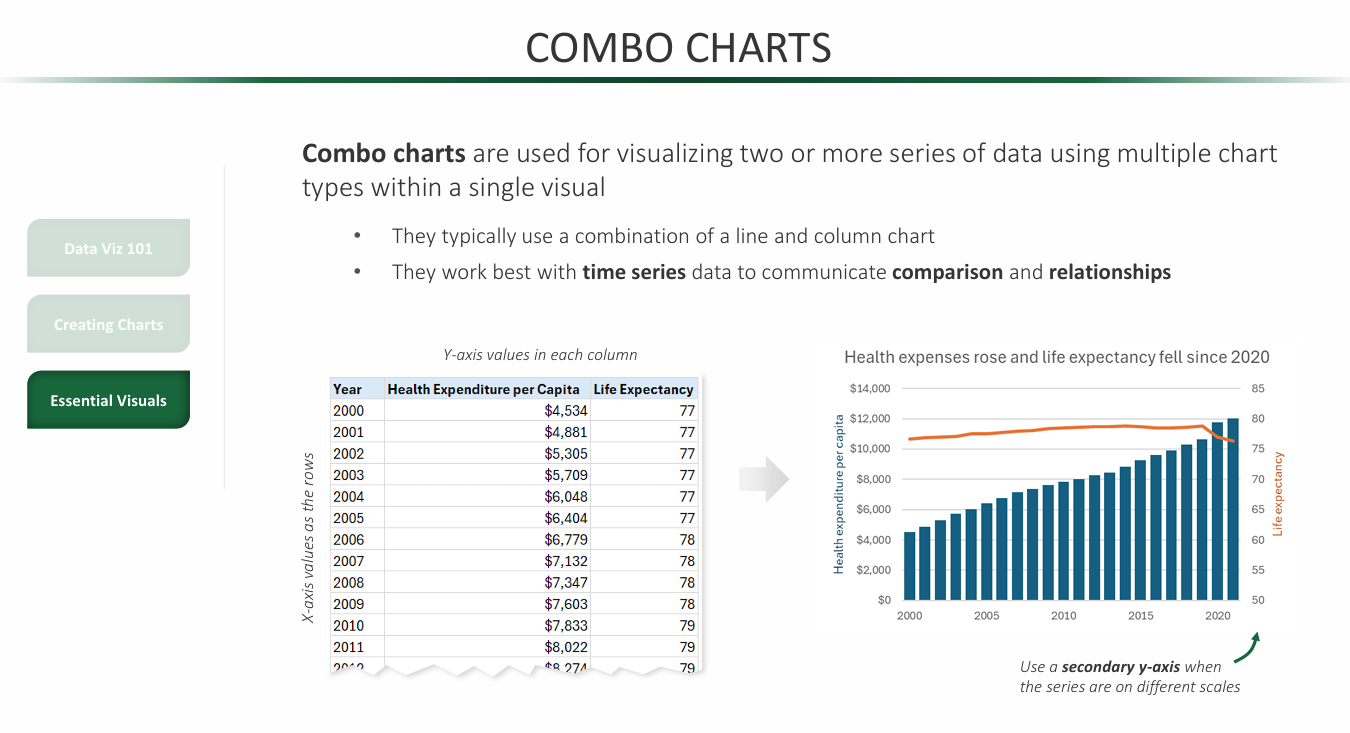 COMBO CHARTS
Combo charts are used for visualizing two or more series of data using multiple chart
types within a single visual
• They typically use a combination of a line and column chart
• They work best with time series data to communicate comparison and relationships
Data Viz 101
Creating Charts
Essential Visuals
Y-axis values in each column
X-axis values as the rows
Year Health Expenditure per Capita Life Expectancy
2000 $4,534 77
2001 $4,881 77
2002 $5,305 77
2003 $5,709 77
2004 $6,048 77
2005 $6,404 77
2006 $6,779 78
2007 $7,132 78
2008 $7,347 78
2009 $7,603 78
2010 $7,833 79
2011 $8,022 79
2012 $8,274 79
Health expenses rose and life expectancy fell since 2020
Health expenditure per capita
$14,000
$12,000
$10,000
$8,000
$6,000
$4,000
$2,000
$0
85
80
75
70
65
60
55
50
Life expectancy
2000 2005 2010 2015 2020
Use a secondary y-axis when
the series are on different scales